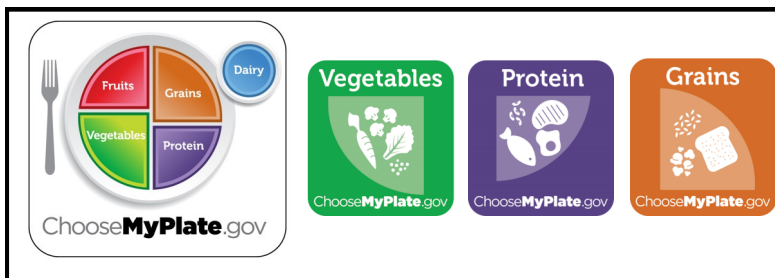 Fruits
Grains
Dairy
Vegetables
Protein
ChooseMyPlate.gov
Vegetables
ChooseMyPlate.gov
Protein
ChooseMyPlate.gov
Grains
ChooseMyPlate.gov